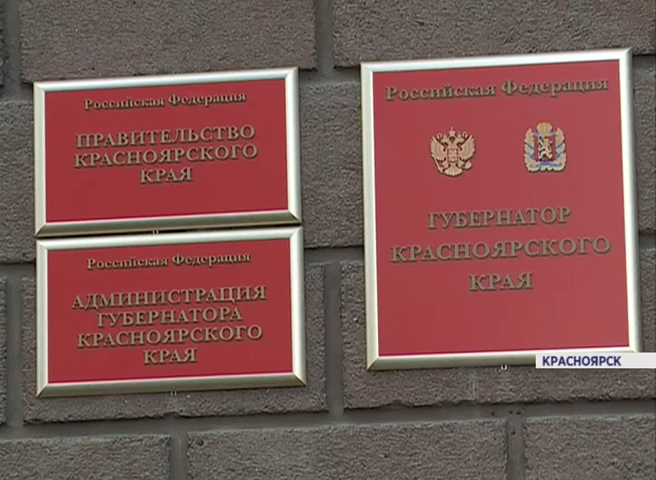 Российская Федерация
ПРАВИТЕЛЬСТВО
КРАСНОЯРСКОГО
КРАЯ
Российская Федерация
АДМИНИСТРАЦИЯ
ГУБЕРНАТОРА
КРАСНОЯРСКОГО
КРАЯ
Российская Федерация
ГУБЕРНАТОР
КРАСНОЯРСКОГО
КРАЯ
КРАСНОЯРСК